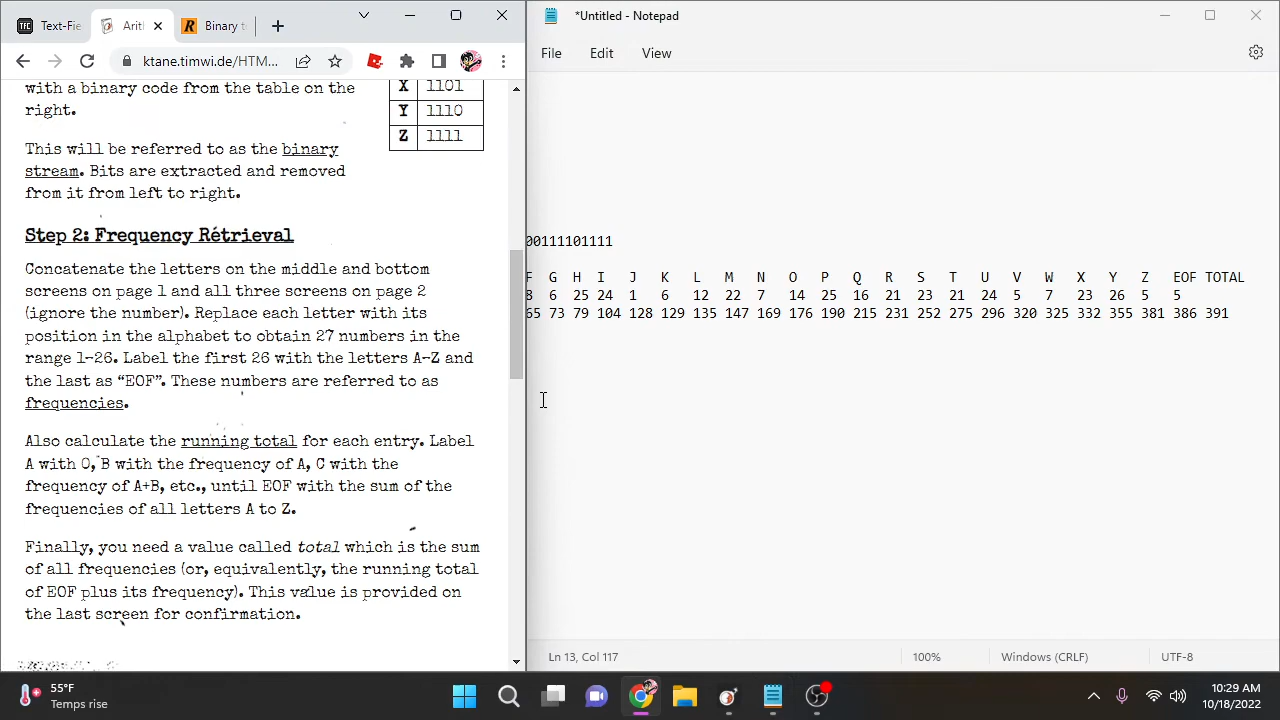 Text-Fie
Arith
Binary t
*Untitled - Notepad
ktane.timwi.de/HTM...
File Edit View
with a binary code from the table on the
right.
X 1101
Y 1110
Z 1111
This will be referred to as the binary
stream. Bits are extracted and removed
from it from left to right.
Step 2: Frequency Retrieval
Concatenate the letters on the middle and bottom
screens on page 1 and all three screens on page 2
(ignore the number). Replace each letter with its
position in the alphabet to obtain 27 numbers in the
range 1-26. Label the first 26 with the letters A-Z and
the last as “EOF”. These numbers are referred to as
frequencies.
Also calculate the running total for each entry. Label
A with 0, B with the frequency of A, C with the
frequency of A+B, etc., until EOF with the sum of the
frequencies of all letters A to Z.
Finally, you need a value called total which is the sum
of all frequencies (or, equivalently, the running total
of EOF plus its frequency). This value is provided on
the last screen for confirmation.
00111101111
F G H I J K L M N O P Q R S T U V W X Y Z EOF TOTAL
8 6 25 24 1 6 12 22 7 14 25 16 21 23 21 24 5 7 23 26 5 5
65 73 79 104 128 129 135 147 169 176 190 215 231 252 275 296 320 325 332 355 381 386 391
Ln 13, Col 117 100% Windows (CRLF) UTF-8
55°F
Temps rise
10:29 AM
10/18/2022